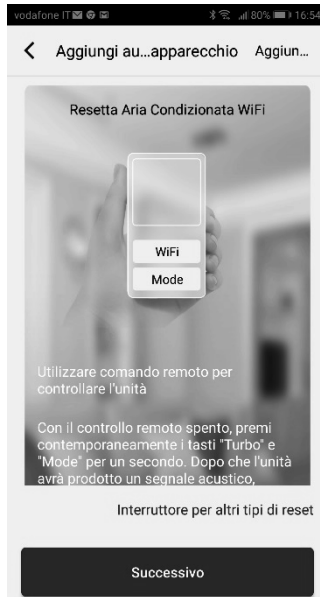 vodafone IT 80% 16:54
Aggiungi au...apparecchio Aggiun...
Resetta Aria Condizionata WiFi
WiFi
Mode
Utilizzare comando remoto per
controllare l'unità
Con il controllo remoto spento, premi
contemporaneamente i tasti "Turbo" e
"Mode" per un secondo. Dopo che l'unità
avrà prodotto un segnale acustico,
Interruttore per altri tipi di reset
Successivo